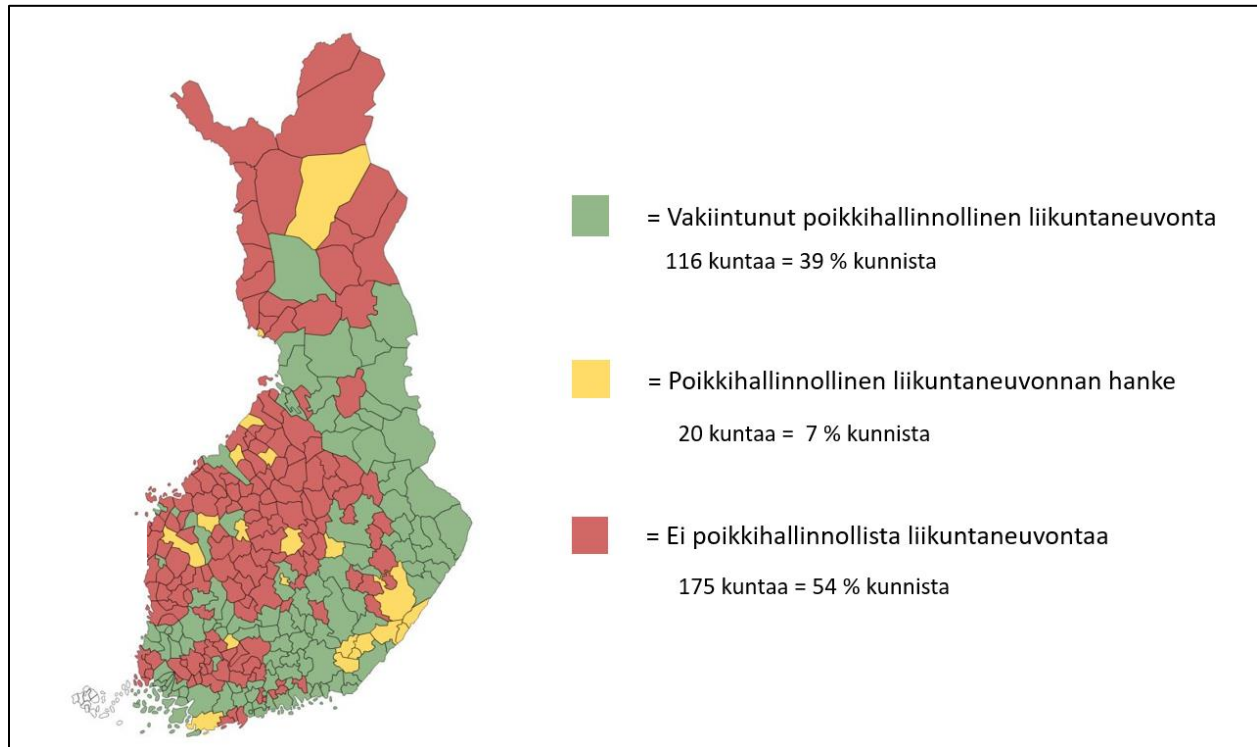 = Vakiintunut poikkihallinnollinen liikuntaneuvonta
116 kuntaa = 39 % kunnista
= Poikkihallinnollinen liikuntaneuvonnan hanke
20 kuntaa = 7 % kunnista
= Ei poikkihallinnollista liikuntaneuvontaa
175 kuntaa = 54 % kunnista